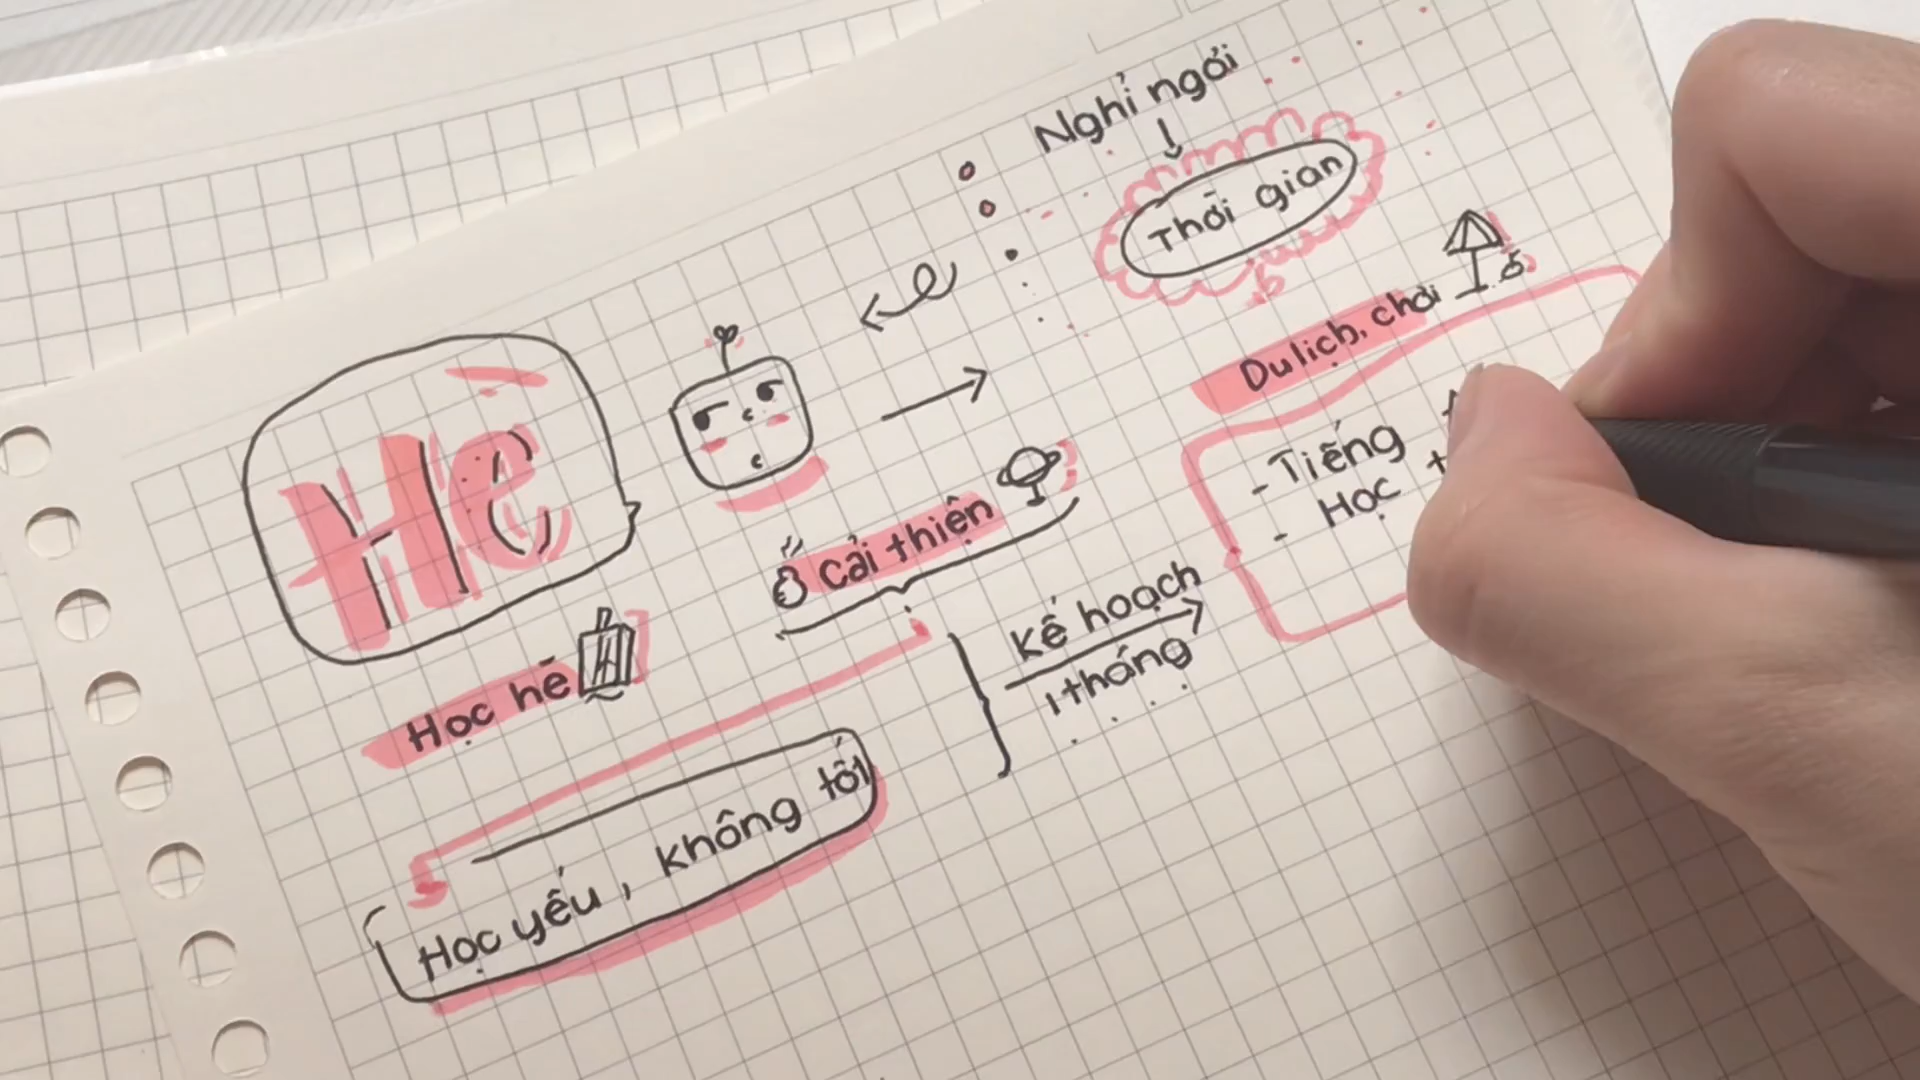 Hè
Nghỉ ngơi
Thời gian
Du lịch, chơi
- Tiếng
- Học
Cải thiện
Kế hoạch
1 tháng
Học hè
Học yếu, không tốt